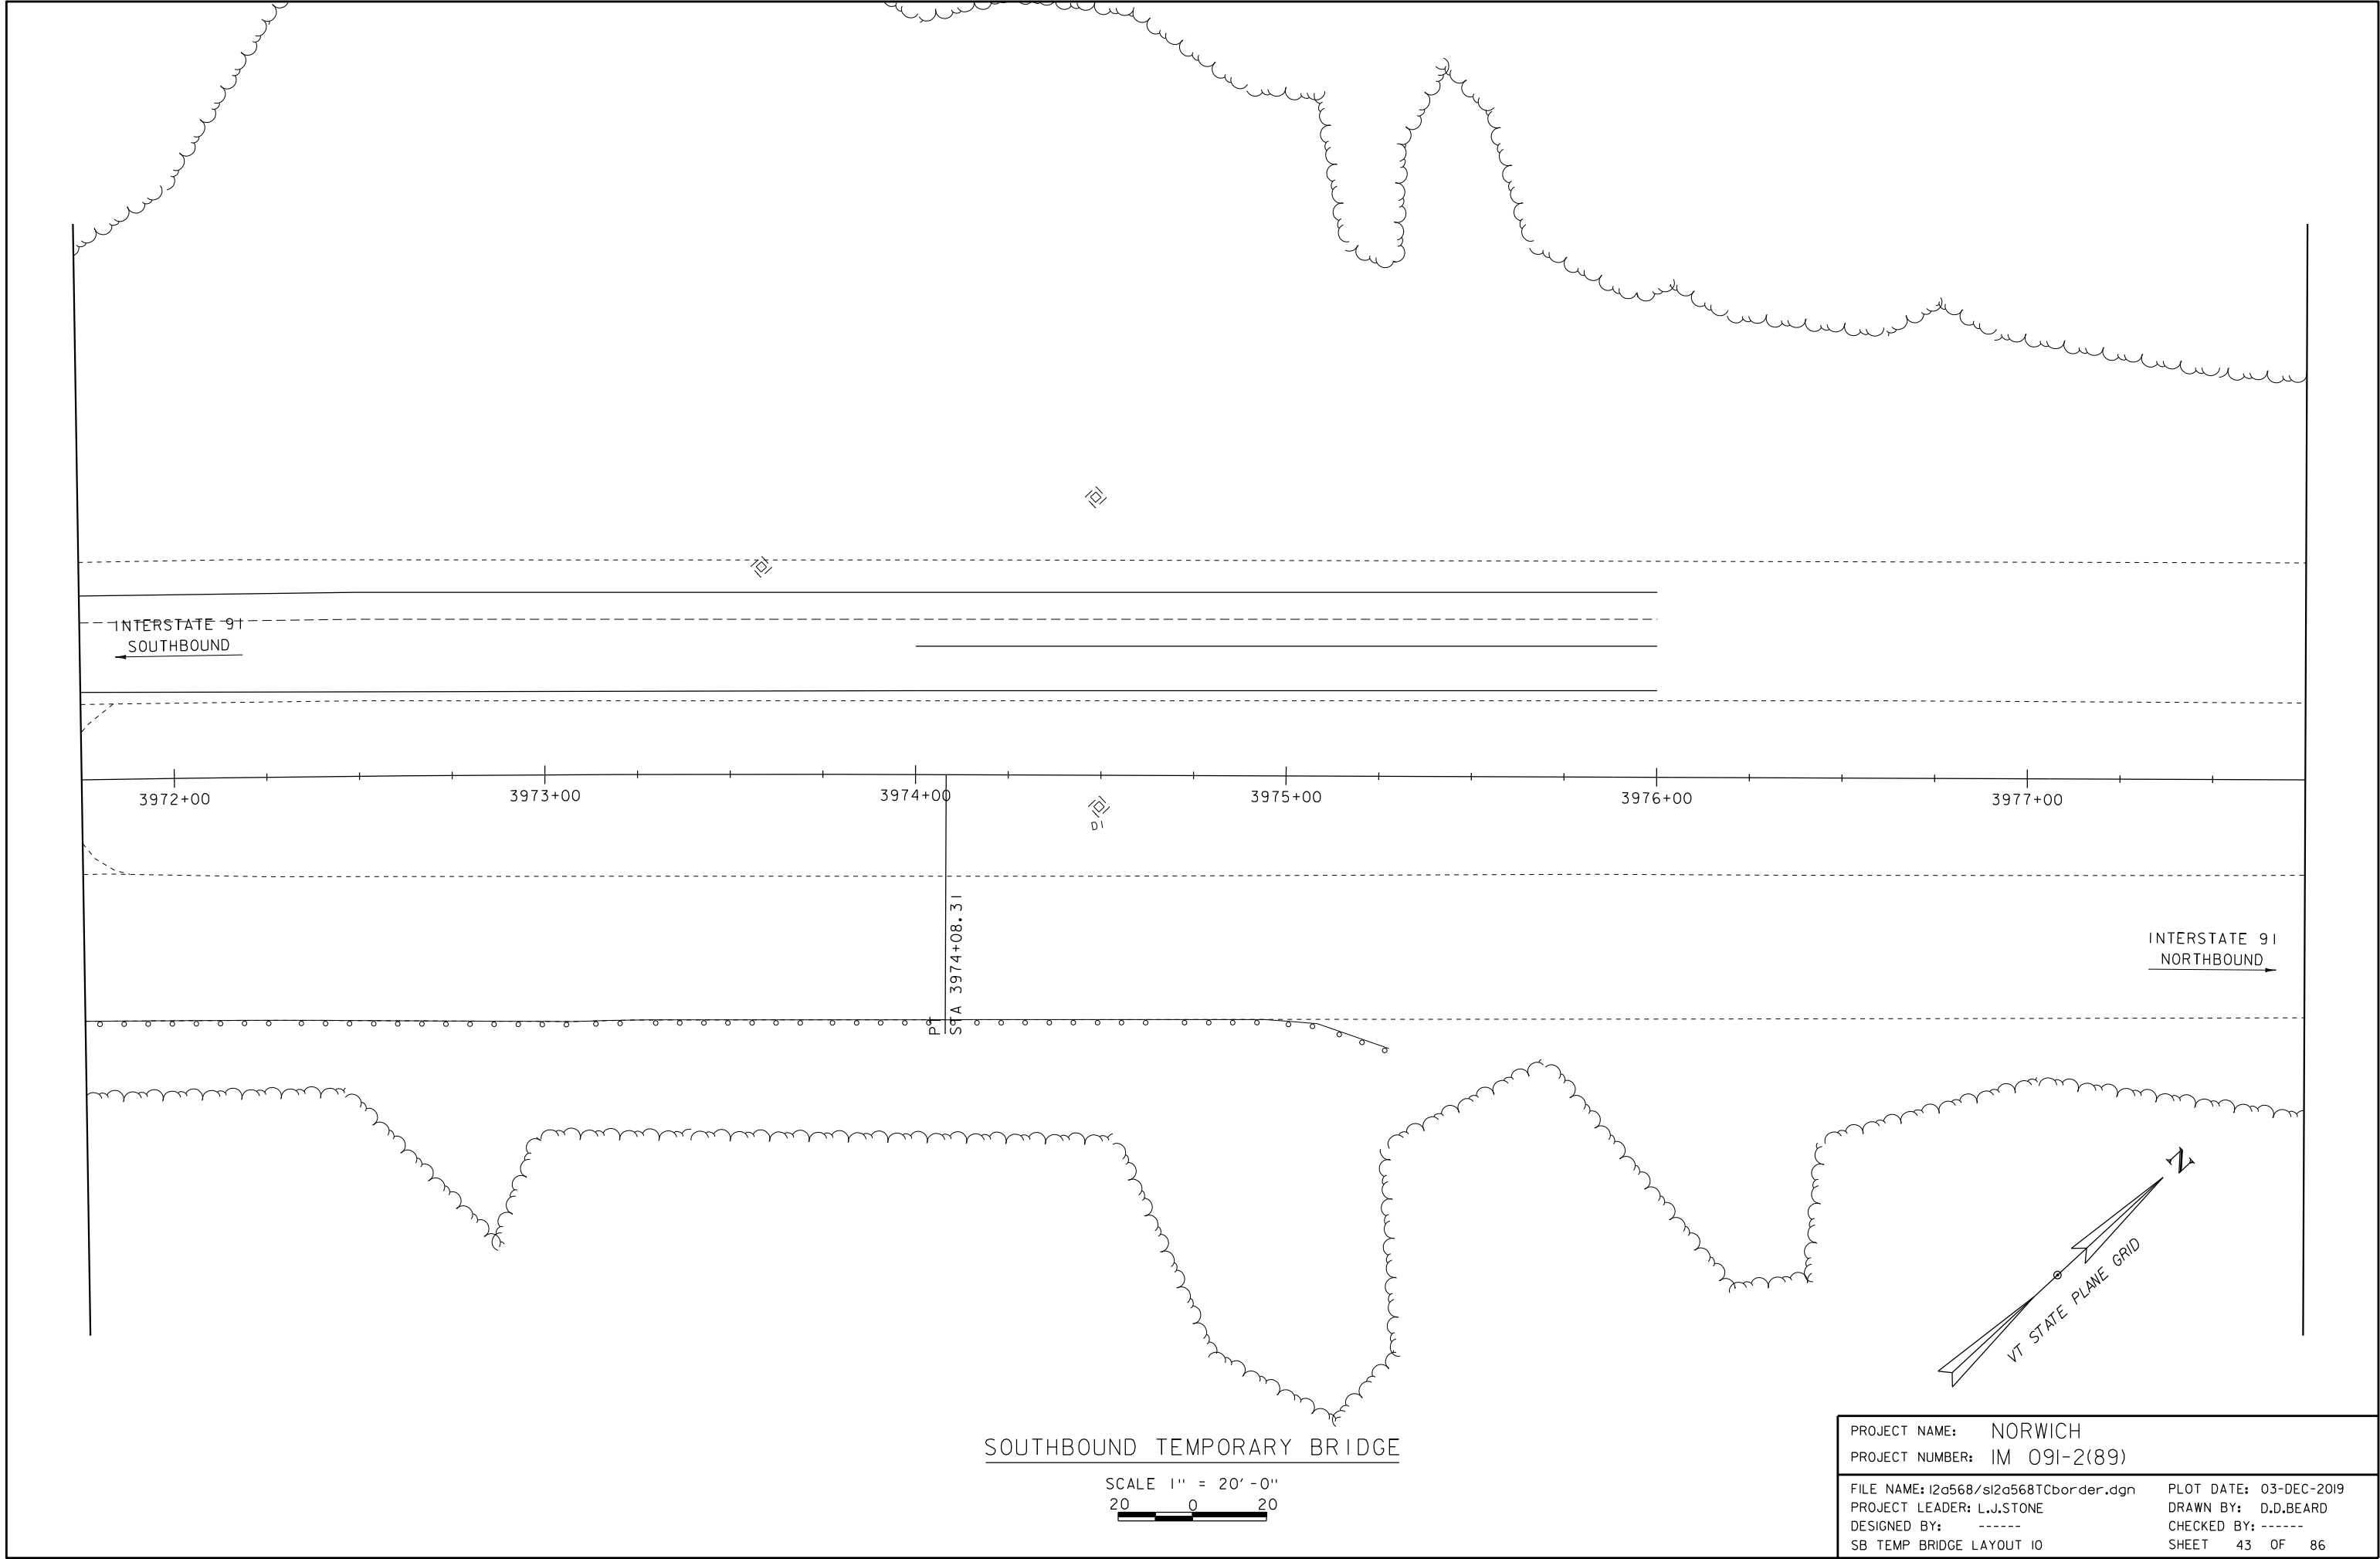 INTERSTATE 91
SOUTHBOUND
3972+00
3973+00
3974+00
3975+00
3976+00
3977+00
D1
PT
STA 3974+08.31
INTERSTATE 91
NORTHBOUND
N
VT STATE PLANE GRID
SOUTHBOUND TEMPORARY BRIDGE
SCALE 1" = 20'-0"
20 0 20
PROJECT NAME: NORWICH
PROJECT NUMBER: IM 091-2(89)
FILE NAME: 12a568/s12a568TCborder.dgn PLOT DATE: 03-DEC-2019
PROJECT LEADER: L.J.STONE DRAWN BY: D.D.BEARD
DESIGNED BY: ------ CHECKED BY: ------
SB TEMP BRIDGE LAYOUT 10 SHEET 43 OF 86